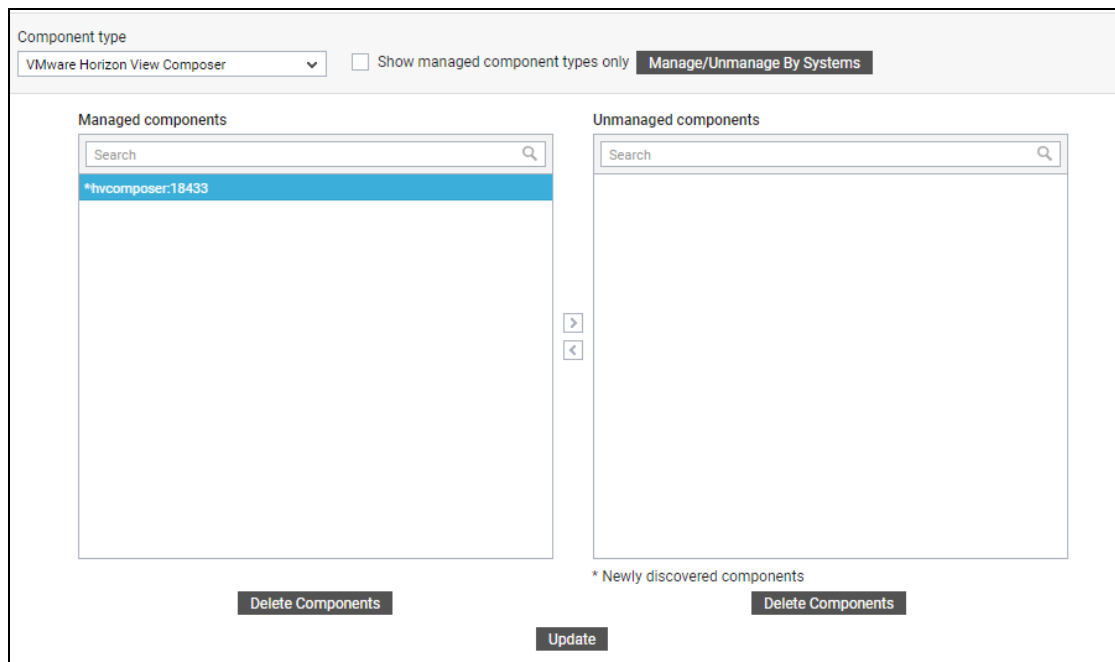 Component type
VMware Horizon View Composer
Show managed component types only
Manage/Unmanage By Systems
Managed components
Unmanaged components
Search
Search
*hvcomposer:18433
* Newly discovered components
Delete Components
Delete Components
Update